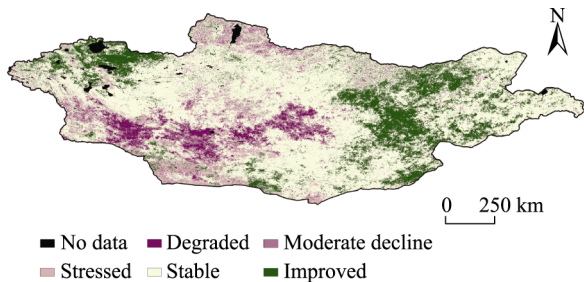 N
0 250 km
No data Degraded Moderate decline
Stressed Stable Improved